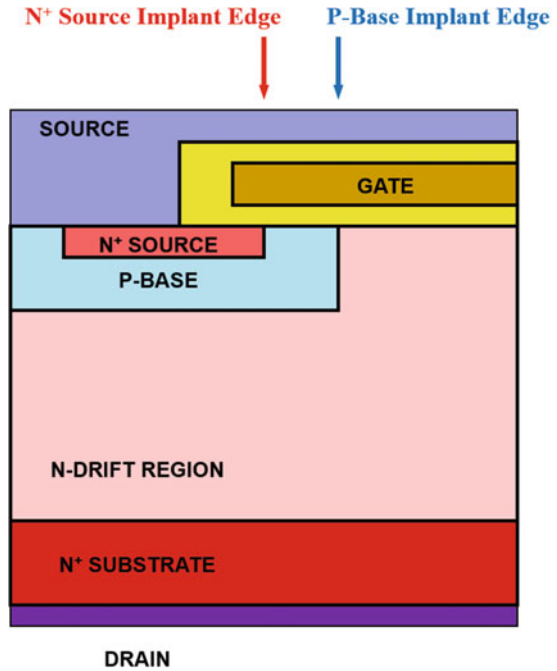 N⁺ Source Implant Edge
P-Base Implant Edge
SOURCE
GATE
N⁺ SOURCE
P-BASE
N-DRIFT REGION
N⁺ SUBSTRATE
DRAIN